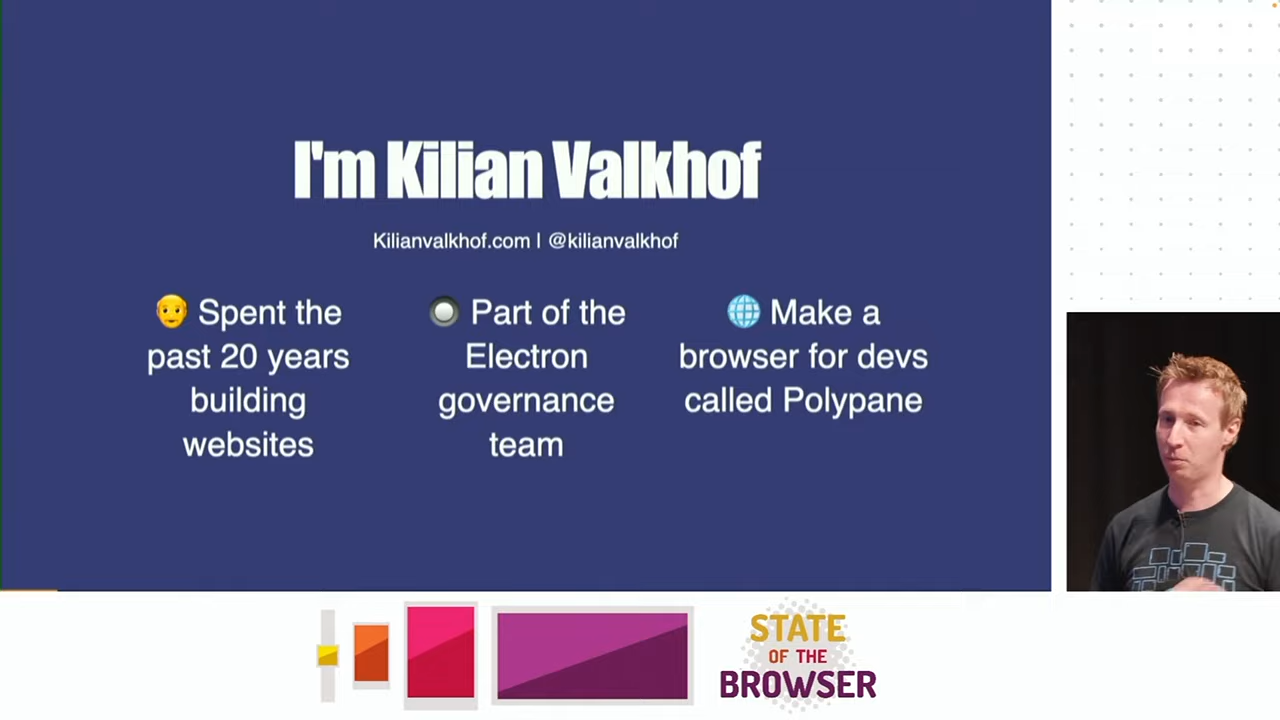 I'm Kilian Valkhof
Kilianvalkhof.com | @kilianvalkhof
👴 Spent the
past 20 years
building
websites
🔘 Part of the
Electron
governance
team
🌐 Make a
browser for devs
called Polypane
STATE
OF THE
BROWSER